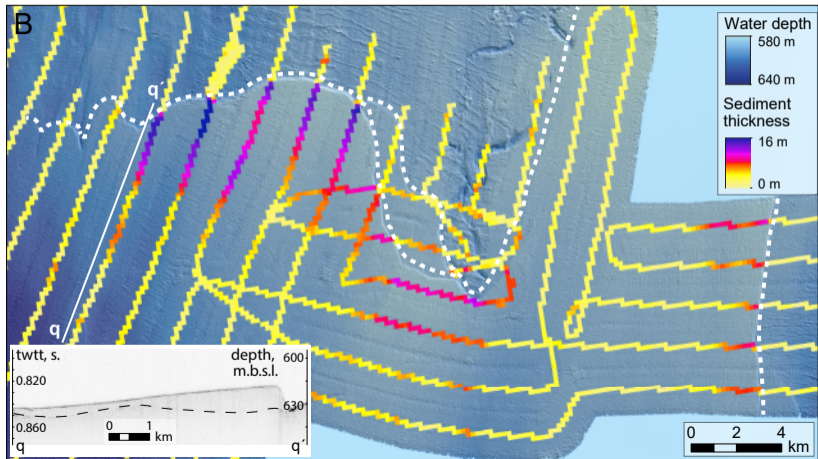 B
Water depth
580 m
640 m
Sediment
thickness
16 m
0 m
q´
q
twtt, s.
depth,
m.b.s.l.
600
0.820
630
0.860
0 1
km
q
q´
0 2 4
km